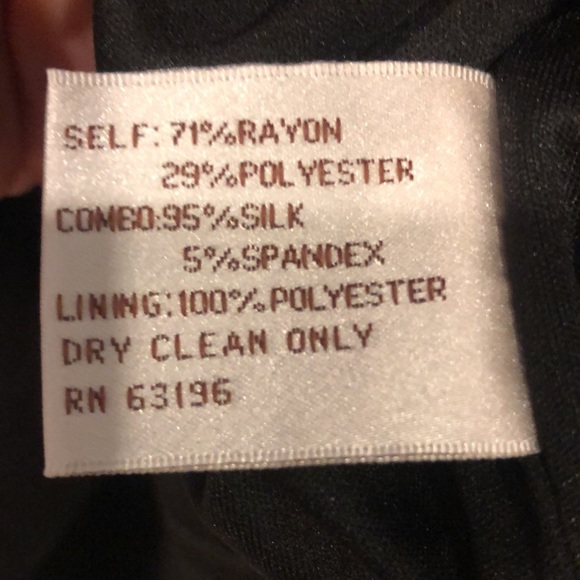 SELF: 71%RAYON
29%POLYESTER
COMBO:95%SILK
5%SPANDEX
LINING:100%POLYESTER
DRY CLEAN ONLY
RN 63196